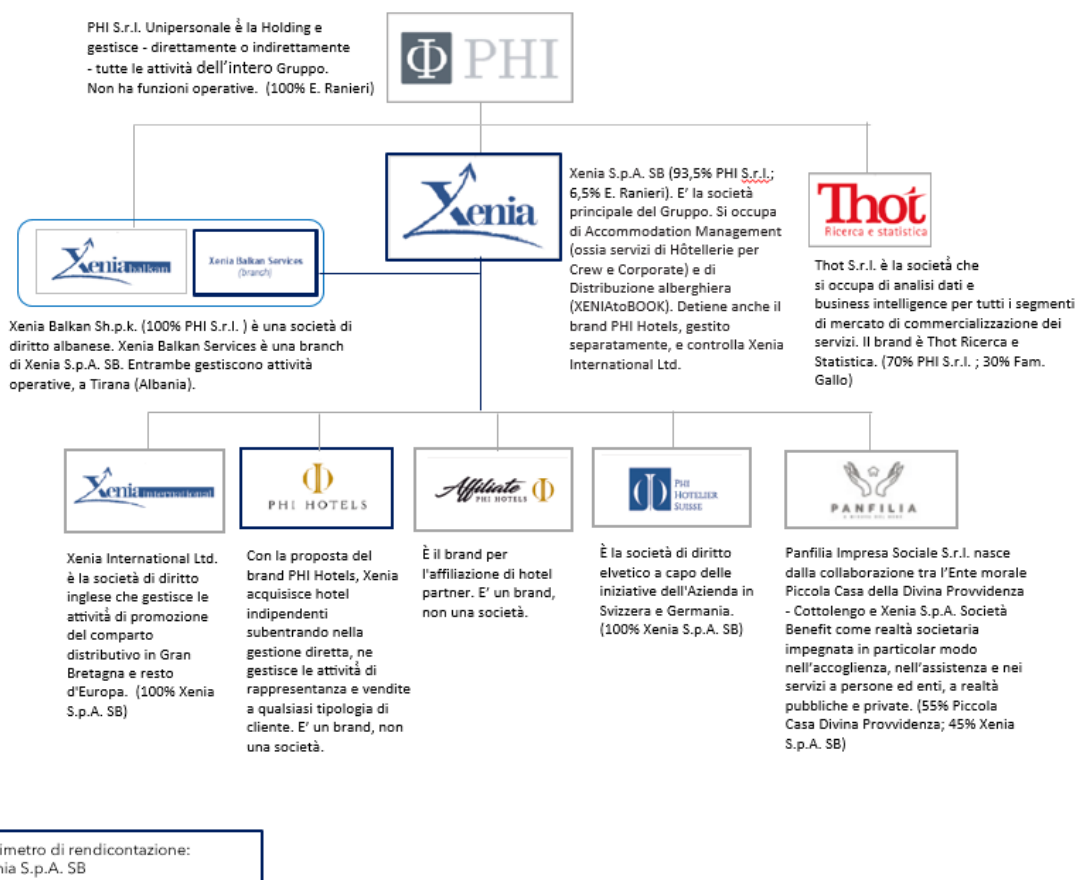 PHI S.r.l. Unipersonale è la Holding e
gestisce - direttamente o indirettamente
- tutte le attività dell'intero Gruppo.
Non ha funzioni operative. (100% E. Ranieri)
Φ PHI
Xenia
Xenia S.p.A. SB (93,5% PHI S.r.l.;
6,5% E. Ranieri). E' la società
principale del Gruppo. Si occupa
di Accommodation Management
(ossia servizi di Hôtellerie per
Crew e Corporate) e di
Distribuzione alberghiera
(XENIAtoBOOK). Detiene anche il
brand PHI Hotels, gestito
separatamente, e controlla Xenia
International Ltd.
Thot
Ricerca e statistica
Thot S.r.l. è la società che
si occupa di analisi dati e
business intelligence per tutti i segmenti
di mercato di commercializzazione dei
servizi. Il brand è Thot Ricerca e
Statistica. (70% PHI S.r.l. ; 30% Fam.
Gallo)
Xenia balkan
Xenia Balkan Services
(branch)
Xenia Balkan Sh.p.k. (100% PHI S.r.l. ) è una società di
diritto albanese. Xenia Balkan Services è una branch
di Xenia S.p.A. SB. Entrambe gestiscono attività
operative, a Tirana (Albania).
Xenia international
Xenia International Ltd.
è la società di diritto
inglese che gestisce le
attività di promozione
del comparto
distributivo in Gran
Bretagna e resto
d'Europa. (100% Xenia
S.p.A. SB)
Φ
PHI HOTELS
Con la proposta del
brand PHI Hotels, Xenia
acquisisce hotel
indipendenti
subentrando nella
gestione diretta, ne
gestisce le attività di
rappresentanza e vendite
a qualsiasi tipologia di
cliente. E' un brand, non
una società.
Affiliate Φ
PHI HOTELS
È il brand per
l'affiliazione di hotel
partner. E' un brand,
non una società.
PHI
HOTELIER
SUISSE
È la società di diritto
elvetico a capo delle
iniziative dell'Azienda in
Svizzera e Germania.
(100% Xenia S.p.A. SB)
PANFILIA
Panfilia Impresa Sociale S.r.l. nasce
dalla collaborazione tra l'Ente morale
Piccola Casa della Divina Provvidenza
- Cottolengo e Xenia S.p.A. Società
Benefit come realtà societaria
impegnata in particolar modo
nell'accoglienza, nell'assistenza e nei
servizi a persone ed enti, a realtà
pubbliche e private. (55% Piccola
Casa Divina Provvidenza; 45% Xenia
S.p.A. SB)
imetro di rendicontazione:
nia S.p.A. SB